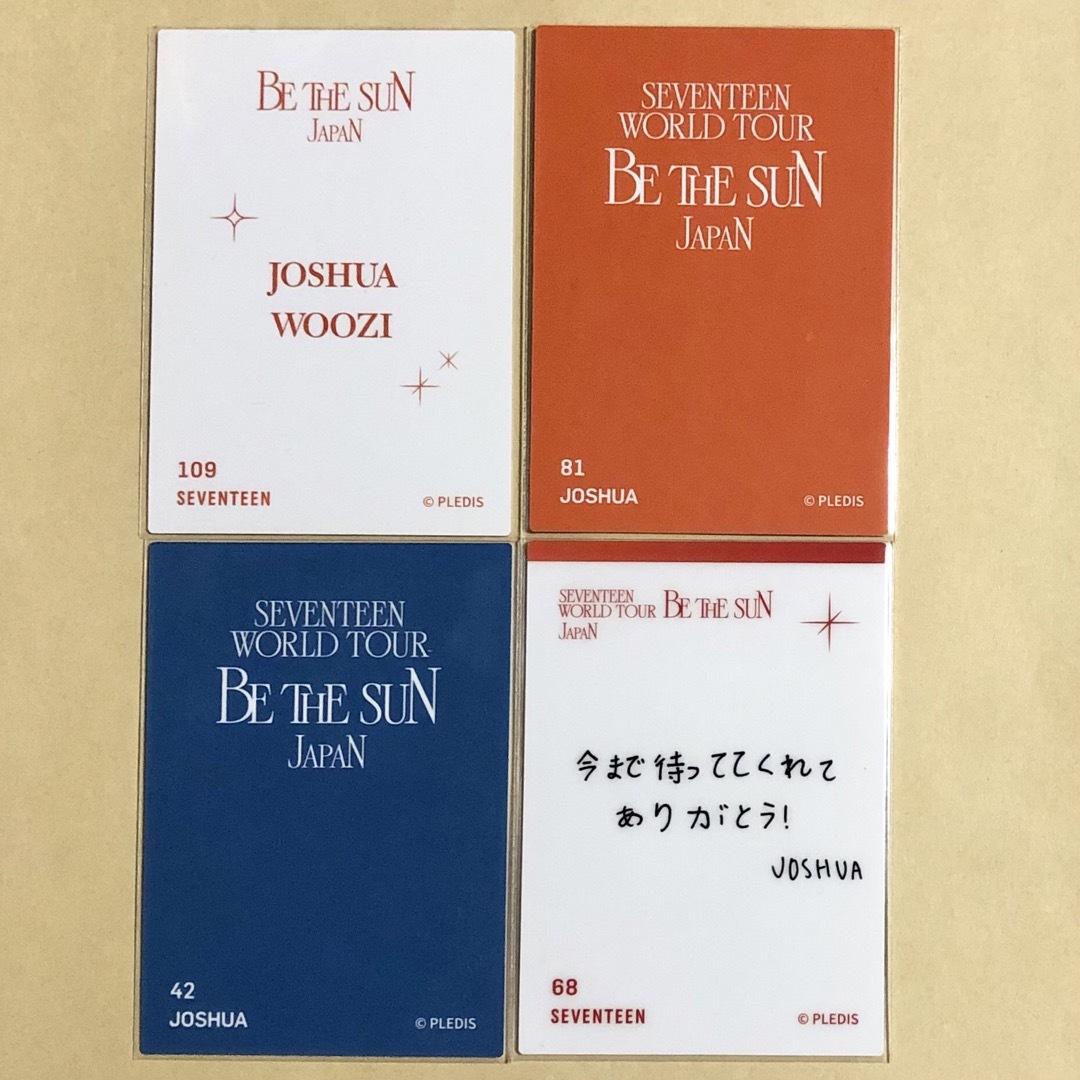 BE THE SUN
JAPAN
JOSHUA
WOOZI
109
SEVENTEEN
© PLEDIS
SEVENTEEN
WORLD TOUR
BE THE SUN
JAPAN
81
JOSHUA
© PLEDIS
SEVENTEEN
WORLD TOUR
BE THE SUN
JAPAN
42
JOSHUA
© PLEDIS
SEVENTEEN
WORLD TOUR BE THE SUN
JAPAN
今まで待っててくれて
ありがとう!
JOSHUA
68
SEVENTEEN
© PLEDIS